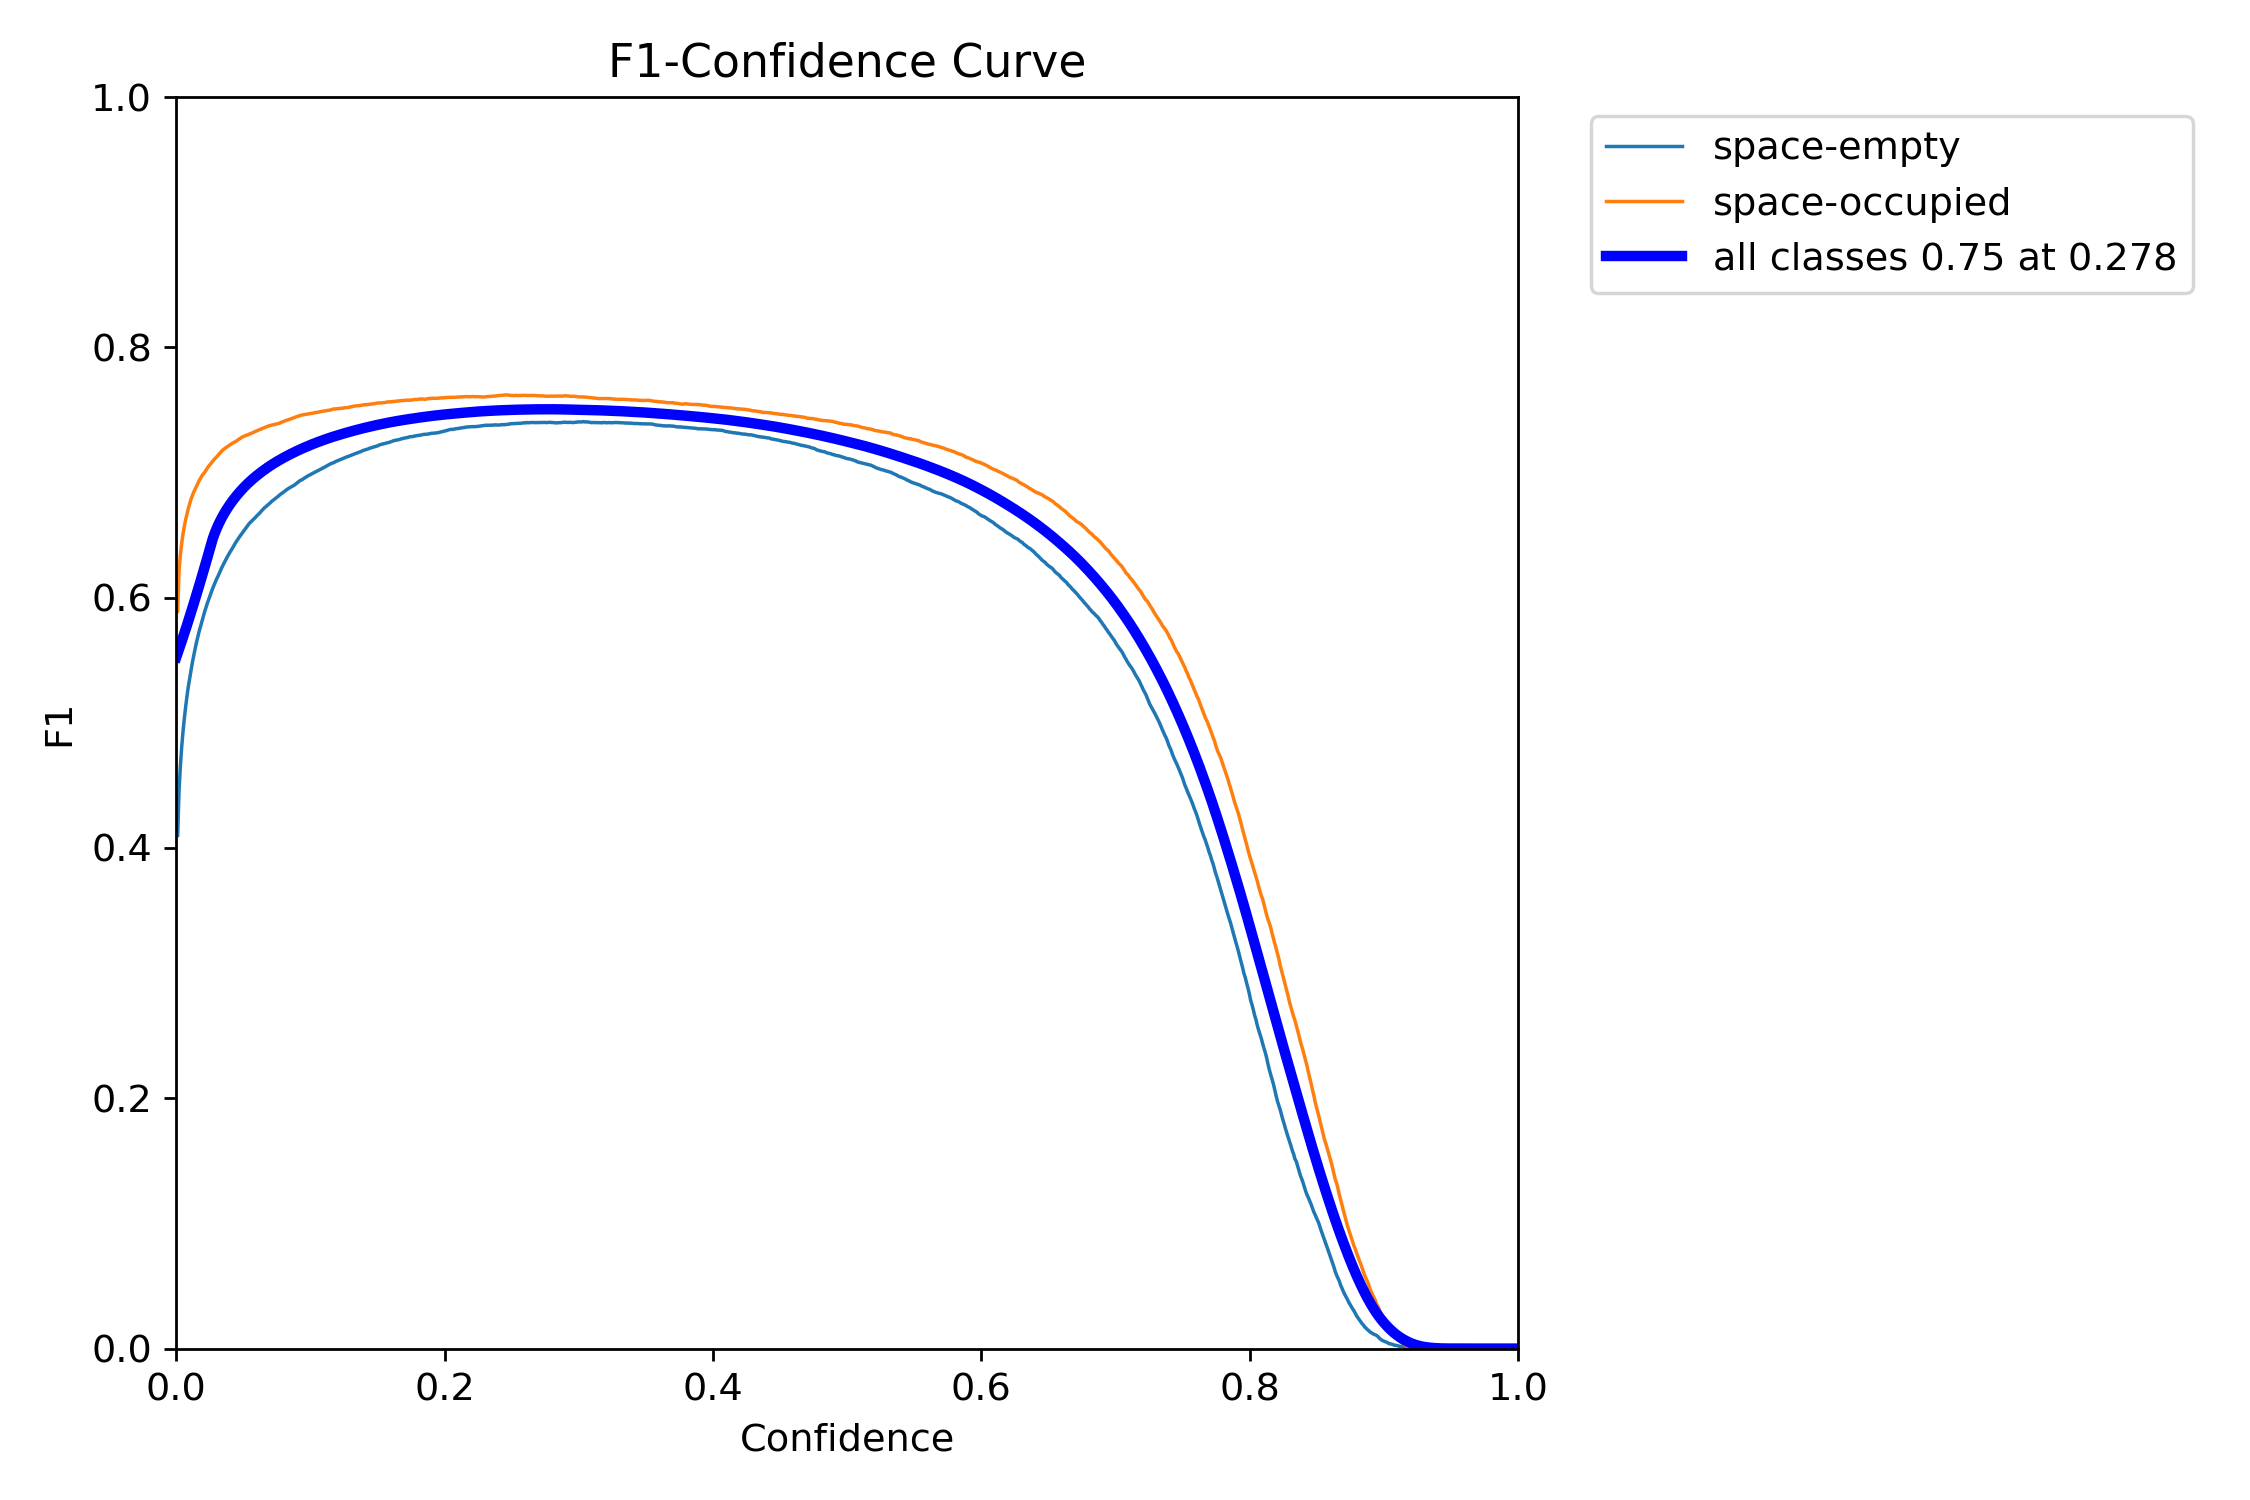 F1-Confidence Curve
1.0
0.8
0.6
0.4
0.2
0.0
F1
0.0 0.2 0.4 0.6 0.8 1.0
Confidence
space-empty
space-occupied
all classes 0.75 at 0.278